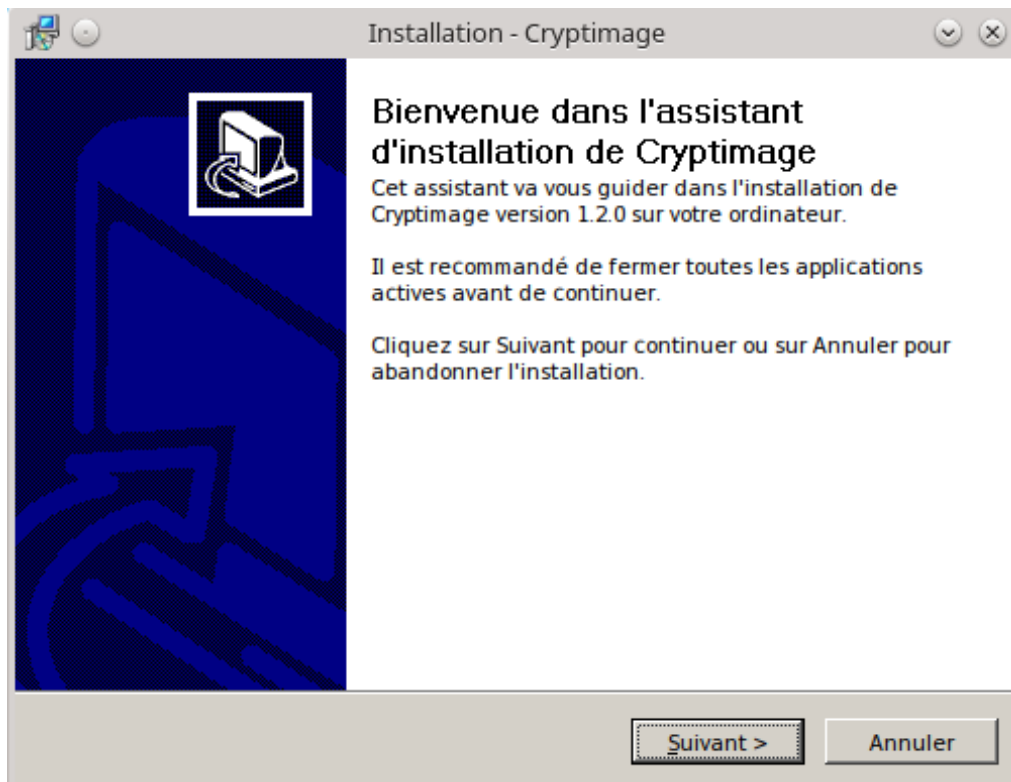 Installation - Cryptimage
Bienvenue dans l'assistant
d'installation de Cryptimage
Cet assistant va vous guider dans l'installation de
Cryptimage version 1.2.0 sur votre ordinateur.
Il est recommandé de fermer toutes les applications
actives avant de continuer.
Cliquez sur Suivant pour continuer ou sur Annuler pour
abandonner l'installation.
Suivant >
Annuler